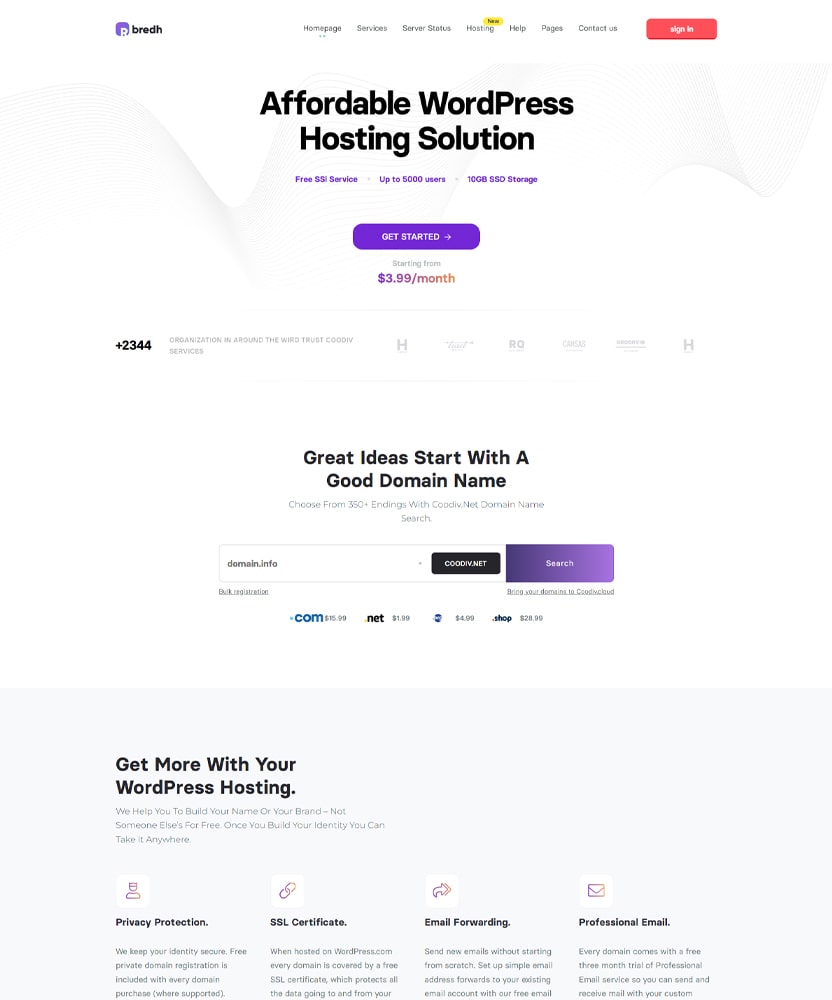 bredh
Homepage Services Server Status Hosting New Help Pages Contact us sign in
Affordable WordPress
Hosting Solution
Free SSl Service Up to 5000 users 10GB SSD Storage
GET STARTED →
Starting from
$3.99/month
+2344 ORGANIZATION IN AROUND THE WIRD TRUST COODIV
SERVICES
H RQ CANSAS H
Great Ideas Start With A
Good Domain Name
Choose From 350+ Endings With Coodiv.Net Domain Name
Search.
domain.info COODIV.NET Search
Bulk registration Bring your domains to Coodiv.cloud
.com $15.99 .net $1.99 $4.99 .shop $28.99
Get More With Your
WordPress Hosting.
We Help You To Build Your Name Or Your Brand – Not
Someone Else's For Free. Once You Build Your Identity You Can
Take It Anywhere.
Privacy Protection. SSL Certificate. Email Forwarding. Professional Email.
We keep your identity secure. Free When hosted on WordPress.com Send new emails without starting Every domain comes with a free
private domain registration is every domain is covered by a free from scratch. Set up simple email three month trial of Professional
included with every domain SSL certificate, which protects all address forwards to your existing Email service so you can send and
purchase (where supported). the data going to and from your email account with our free email receive mail with your custom